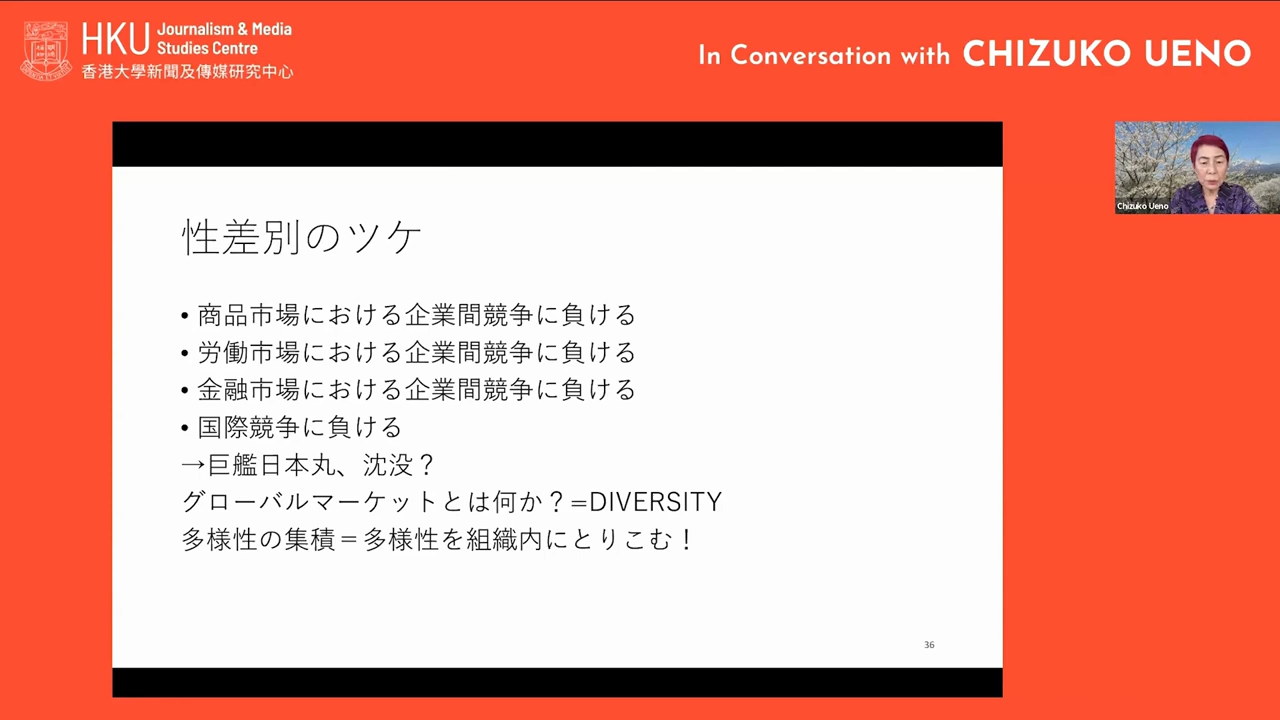 HKU Journalism & Media
Studies Centre
香港大學新聞及傳媒研究中心
In Conversation with CHIZUKO UENO
Chizuko Ueno
性差別のツケ
• 商品市場における企業間競争に負ける
• 労働市場における企業間競争に負ける
• 金融市場における企業間競争に負ける
• 国際競争に負ける
→巨艦日本丸、沈没？
グローバルマーケットとは何か？=DIVERSITY
多様性の集積＝多様性を組織内にとりこむ！
36